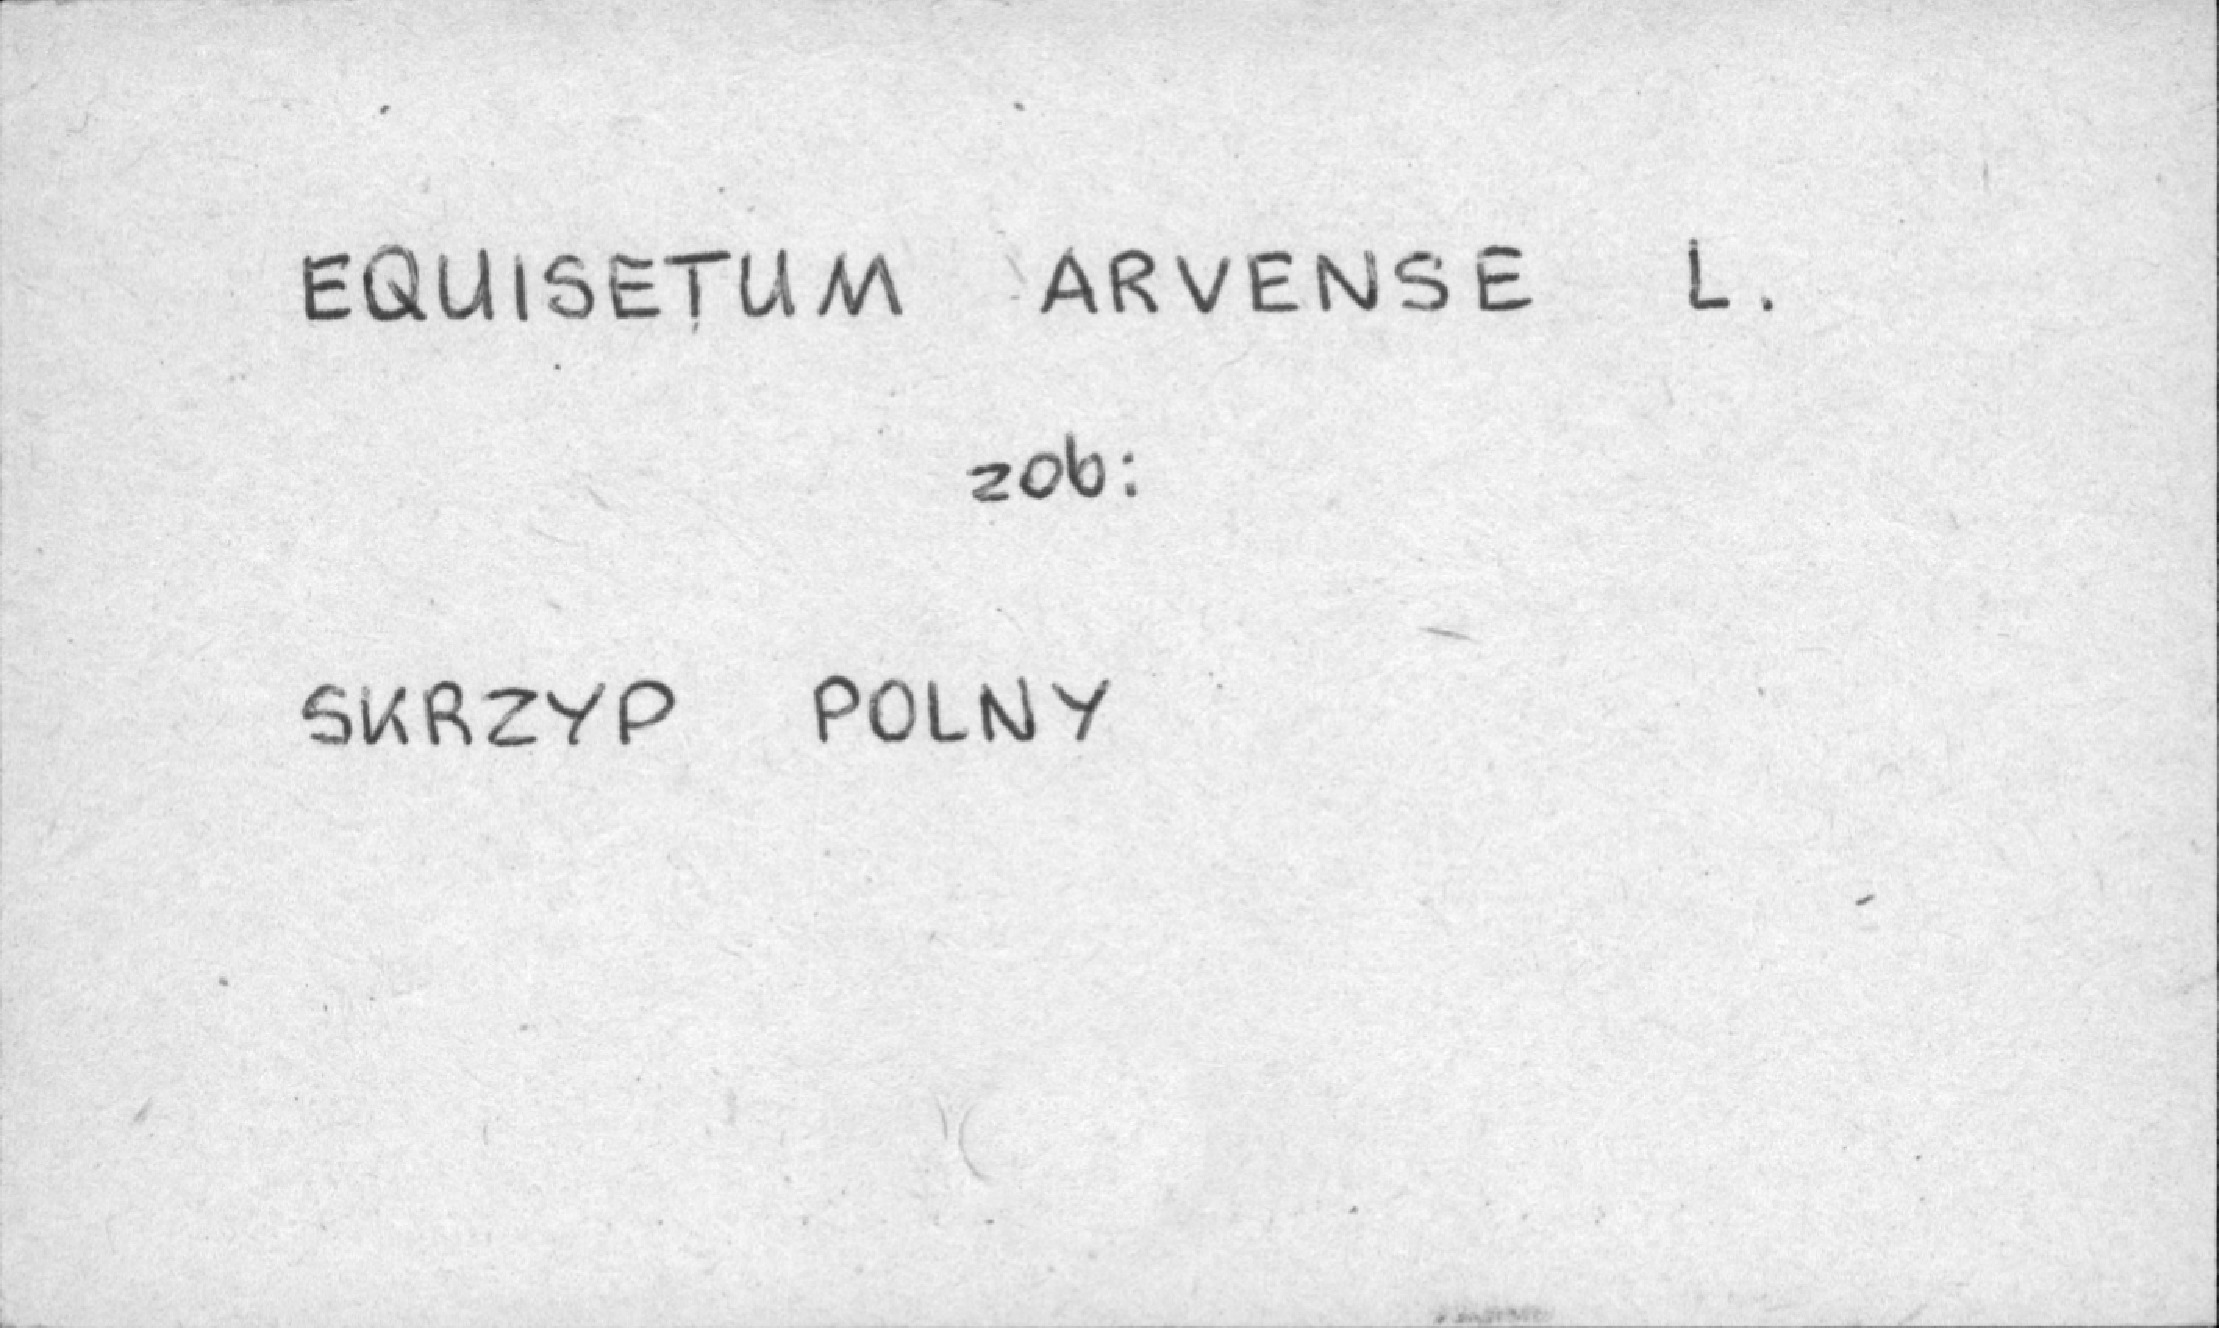 EQUISETUM ARVENSE L.
zob:
SKRZYP POLNY